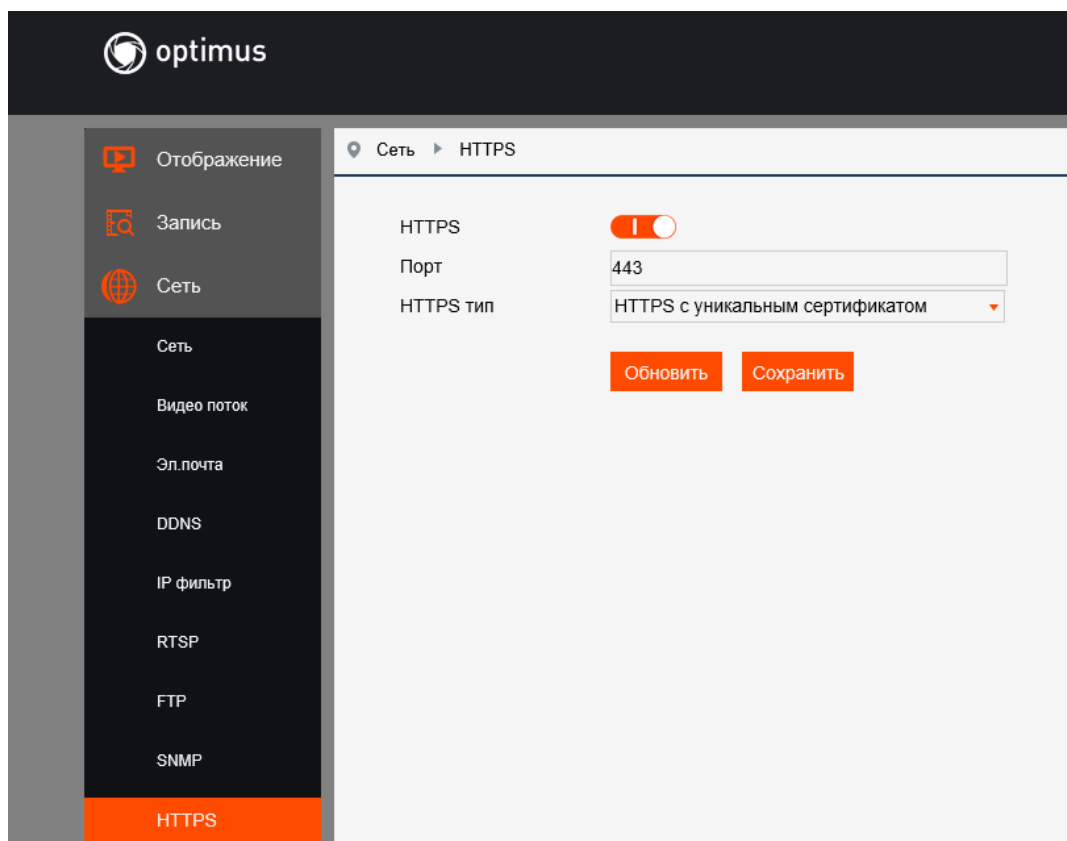 optimus
Отображение
Запись
Сеть
Сеть
Видео поток
Эл.почта
DDNS
IP фильтр
RTSP
FTP
SNMP
HTTPS
Сеть HTTPS
HTTPS
Порт 443
HTTPS тип HTTPS с уникальным сертификатом
Обновить Сохранить